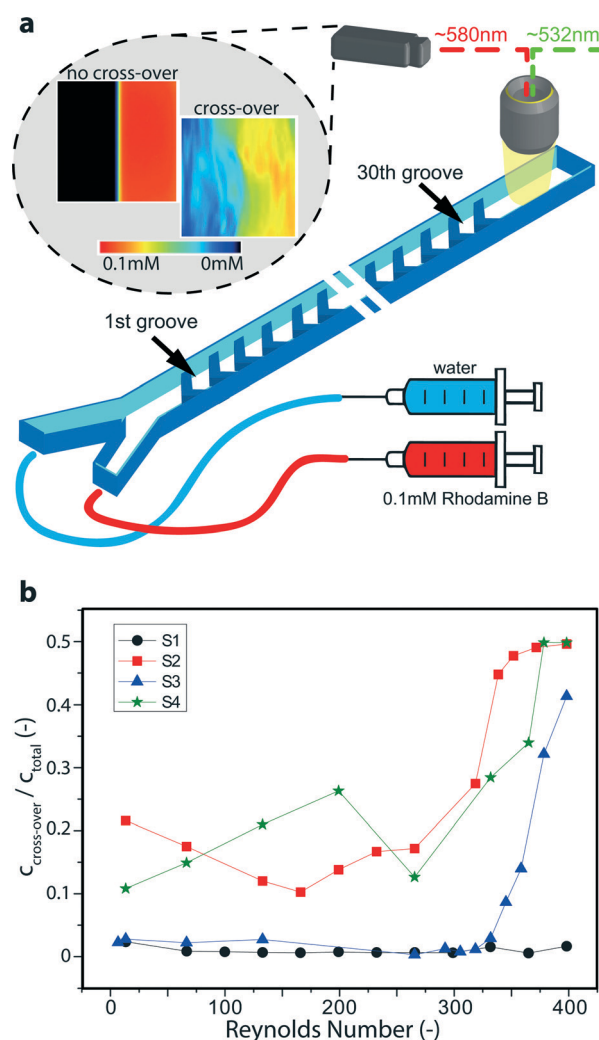 a
~580nm
~532nm
no cross-over
cross-over
0.1mM
0mM
30th groove
1st groove
water
0.1mM Rhodamine B
b
S1
S2
S3
S4
0.5
0.4
0.3
0.2
0.1
0
c_cross-over / c_total (-)
0
100
200
300
400
Reynolds Number (-)